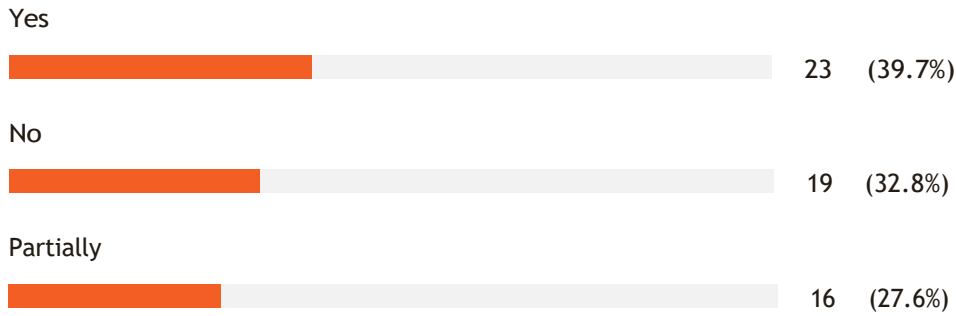 Yes
23 (39.7%)
No
19 (32.8%)
Partially
16 (27.6%)